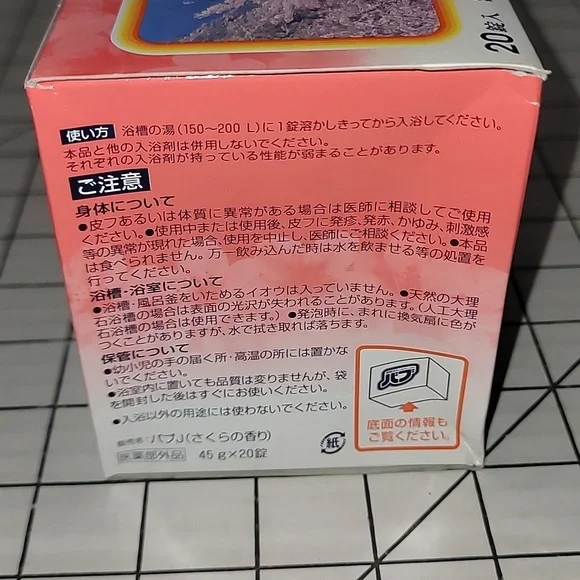 20錠入
使い方 浴槽の湯(150～200 L)に1錠溶かしきってから入浴してください。
本品と他の入浴剤は併用しないでください。
それぞれの入浴剤が持っている性能が弱まることがあります。
ご注意
身体について
●皮フあるいは体質に異常がある場合は医師に相談してご使用
ください。●使用中または使用後、皮フに発疹、発赤、かゆみ、刺激感
等の異常が現れた場合、使用を中止し、医師にご相談ください。●本品
は食べられません。万一飲み込んだ時は水を飲ませる等の処置を
行ってください。
浴槽・浴室について
●浴槽・風呂釜をいためるイオウは入っていません。●天然の大理
石浴槽の場合は表面の光沢が失われることがあります。(人工大理
石浴槽の場合は使用できます。)●発泡時に、まれに換気扇に色が
つくことがありますが、水で拭き取れば落ちます。
保管について
●幼小児の手の届く所・高温の所には置かな
いでください。
●浴室内に置いても品質は変りませんが、袋
を開封した後はすぐにお使いください。
●入浴以外の用途には使わないでください。
販売名 バブJ(さくらの香り)
医薬部外品 45g×20錠
紙
バブ
底面の情報も
ご覧ください。